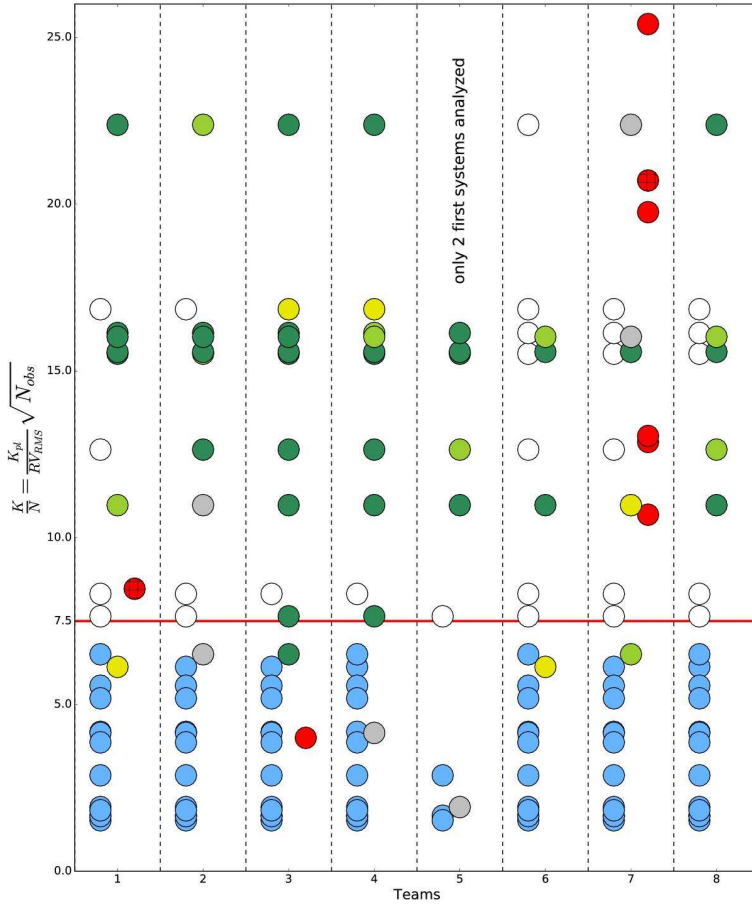 25.0
20.0
15.0
10.0
7.5
5.0
0.0
K/N = K_pl/RV_RMS √N_obs
only 2 first systems analyzed
1 2 3 4 5 6 7 8
Teams